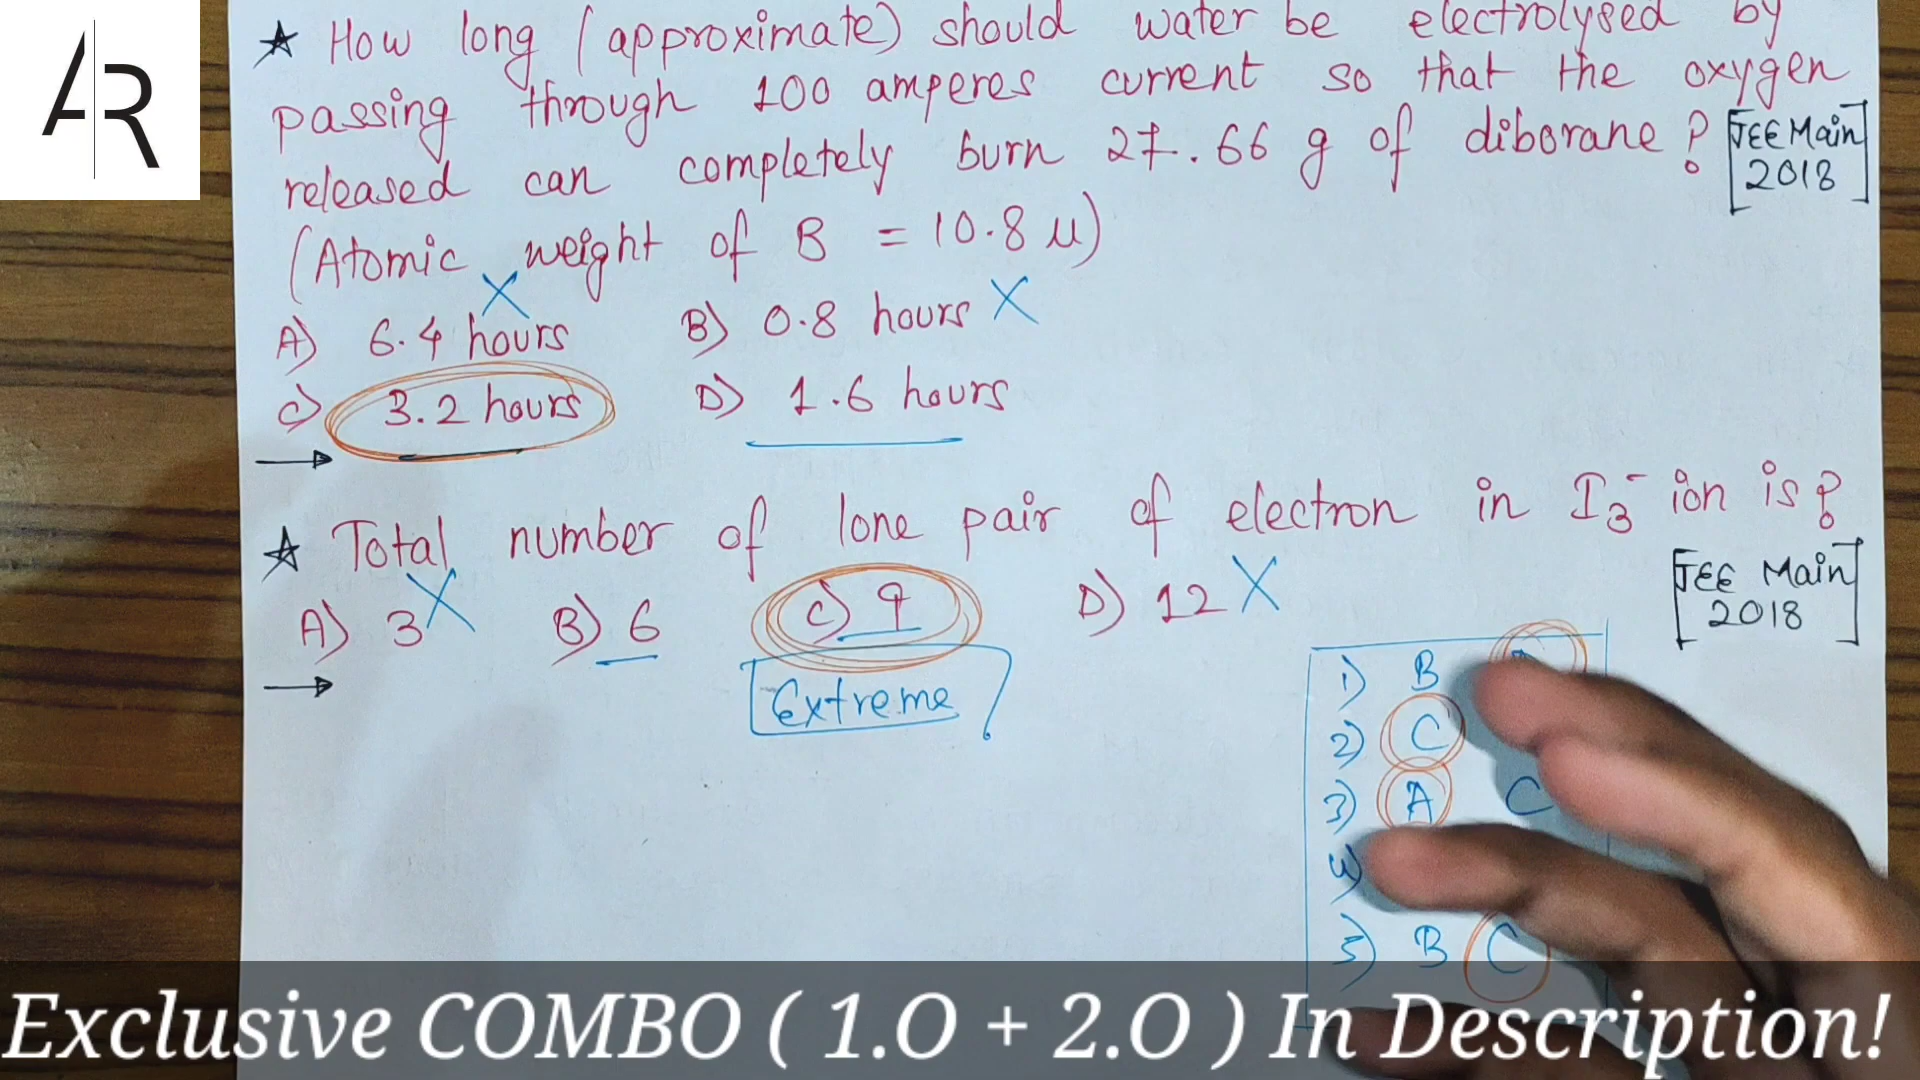 AR
★ How long (approximate) should water be electrolysed by
passing through 100 amperes current so that the oxygen
released can completely burn 27.66 g of diborane?
[JEE Main
2018]
(Atomic weight of B = 10.8 u)
A) 6.4 hours B) 0.8 hours
C) 3.2 hours D) 1.6 hours
★ Total number of lone pair of electron in I3⁻ ion is?
[JEE Main
2018]
A) 3 B) 6 C) 9 D) 12
Extreme
1) B
2) C
3) A C
4)
5) B C
Exclusive COMBO ( 1.O + 2.O ) In Description!